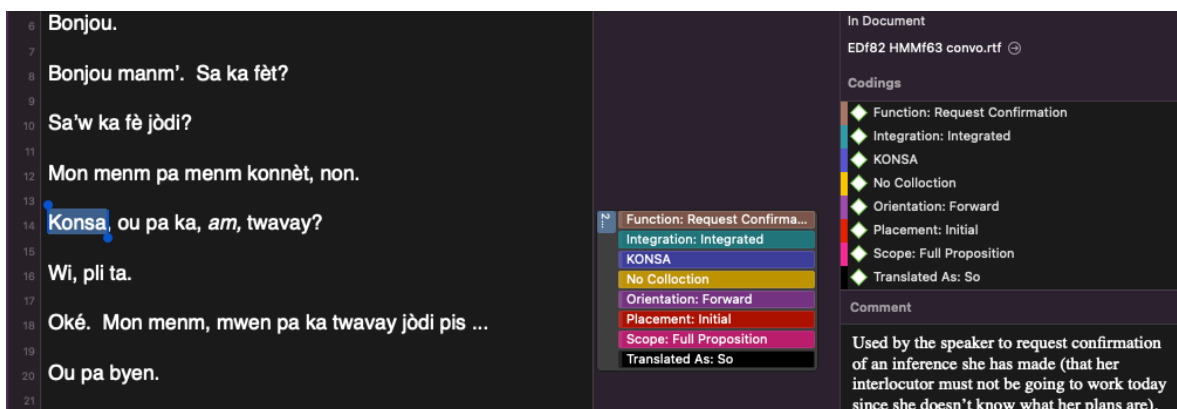 6 Bonjou.
7
8 Bonjou manm’. Sa ka fèt?
9
10 Sa’w ka fè jòdi?
11
12 Mon menm pa menm konnèt, non.
13
14 Konsa, ou pa ka, am, twavay?
15
16 Wi, pli ta.
17
18 Oké. Mon menm, mwen pa ka twavay jòdi pis ...
19
20 Ou pa byen.
21
2...
Function: Request Confirma...
Integration: Integrated
KONSA
No Colloction
Orientation: Forward
Placement: Initial
Scope: Full Proposition
Translated As: So
In Document
EDf82 HMMf63 convo.rtf
Codings
Function: Request Confirmation
Integration: Integrated
KONSA
No Colloction
Orientation: Forward
Placement: Initial
Scope: Full Proposition
Translated As: So
Comment
Used by the speaker to request confirmation
of an inference she has made (that her
interlocutor must not be going to work today
since she doesn’t know what her plans are).